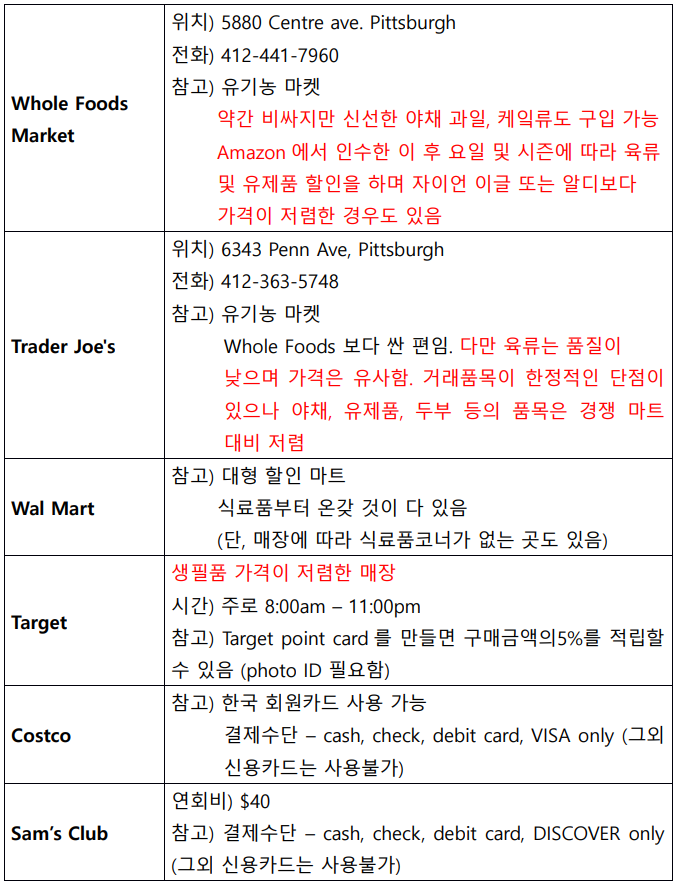 Whole Foods
Market
위치) 5880 Centre ave. Pittsburgh
전화) 412-441-7960
참고) 유기농 마켓
약간 비싸지만 신선한 야채 과일, 케잌류도 구입 가능
Amazon 에서 인수한 이 후 요일 및 시즌에 따라 육류
및 유제품 할인을 하며 자이언 이글 또는 알디보다
가격이 저렴한 경우도 있음
Trader Joe's
위치) 6343 Penn Ave, Pittsburgh
전화) 412-363-5748
참고) 유기농 마켓
Whole Foods 보다 싼 편임. 다만 육류는 품질이
낮으며 가격은 유사함. 거래품목이 한정적인 단점이
있으나 야채, 유제품, 두부 등의 품목은 경쟁 마트
대비 저렴
Wal Mart
참고) 대형 할인 마트
식료품부터 온갖 것이 다 있음
(단, 매장에 따라 식료품코너가 없는 곳도 있음)
Target
생필품 가격이 저렴한 매장
시간) 주로 8:00am – 11:00pm
참고) Target point card 를 만들면 구매금액의5%를 적립할
수 있음 (photo ID 필요함)
Costco
참고) 한국 회원카드 사용 가능
결제수단 – cash, check, debit card, VISA only (그외
신용카드는 사용불가)
Sam’s Club
연회비) $40
참고) 결제수단 – cash, check, debit card, DISCOVER only
(그외 신용카드는 사용불가)